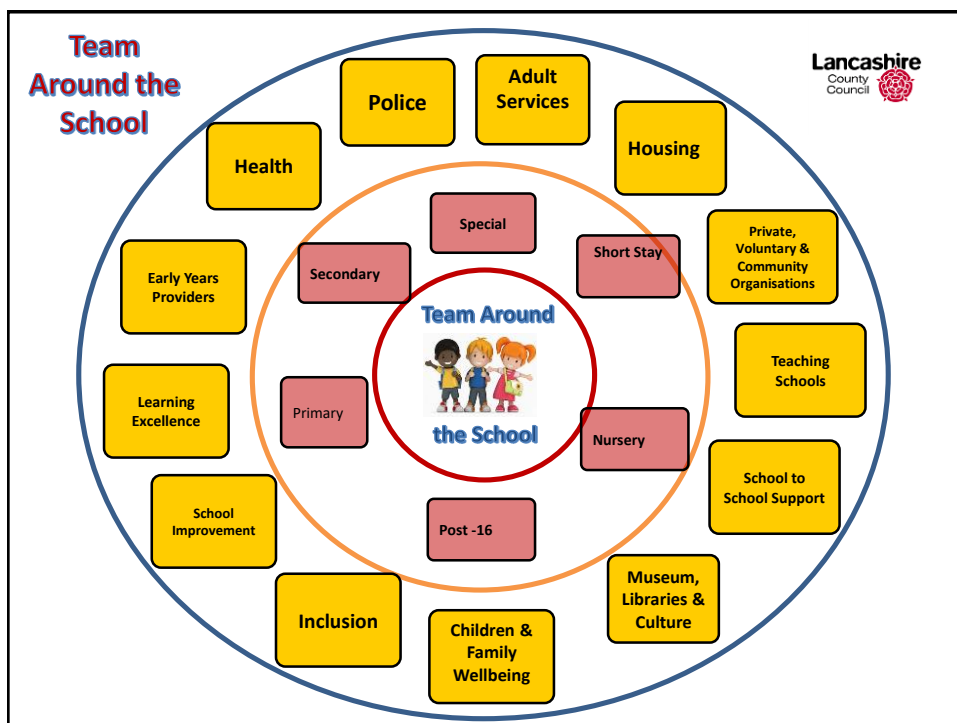 Team
Around the
School
Lancashire
County
Council
Police
Adult
Services
Health
Housing
Special
Secondary
Short Stay
Private,
Voluntary &
Community
Organisations
Early Years
Providers
Team Around
the School
Teaching
Schools
Learning
Excellence
Primary
Nursery
School to
School Support
School
Improvement
Post -16
Museum,
Libraries &
Culture
Inclusion
Children &
Family
Wellbeing